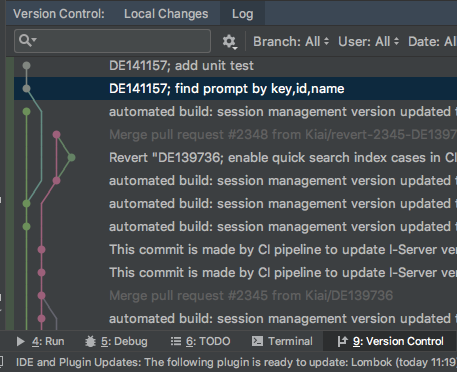 Version Control: Local Changes Log
Branch: All User: All Date: Al
DE141157; add unit test
DE141157; find prompt by key,id,name
automated build: session management version updated t
Merge pull request #2348 from Kiai/revert-2345-DE1397
Revert "DE139736; enable quick search index cases in CI
automated build: session management version updated t
automated build: session management version updated t
automated build: session management version updated t
This commit is made by CI pipeline to update I-Server ver
This commit is made by CI pipeline to update I-Server ver
Merge pull request #2345 from Kiai/DE139736
automated build: session management version updated t
4: Run 5: Debug 6: TODO Terminal 9: Version Control
IDE and Plugin Updates: The following plugin is ready to update: Lombok (today 11:19